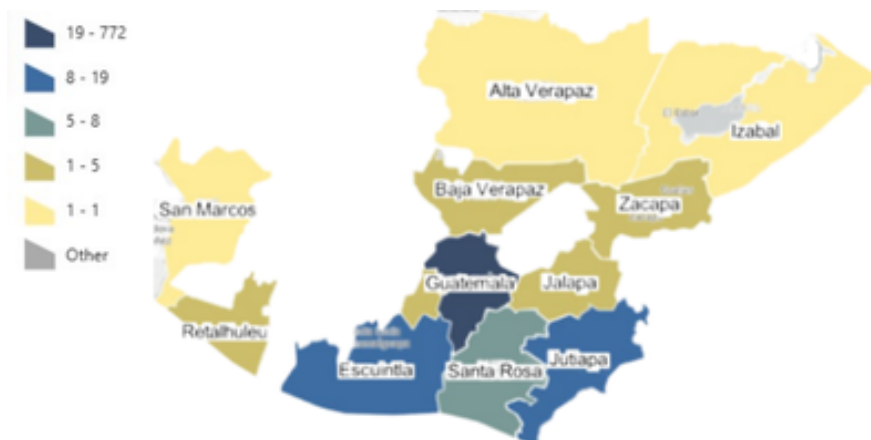 19 - 772
8 - 19
5 - 8
1 - 5
1 - 1
Other
Alta Verapaz
Izabal
Baja Verapaz
Zacapa
San Marcos
Guatemala
Jalapa
Retalhuleu
Escuintla
Santa Rosa
Jutiapa